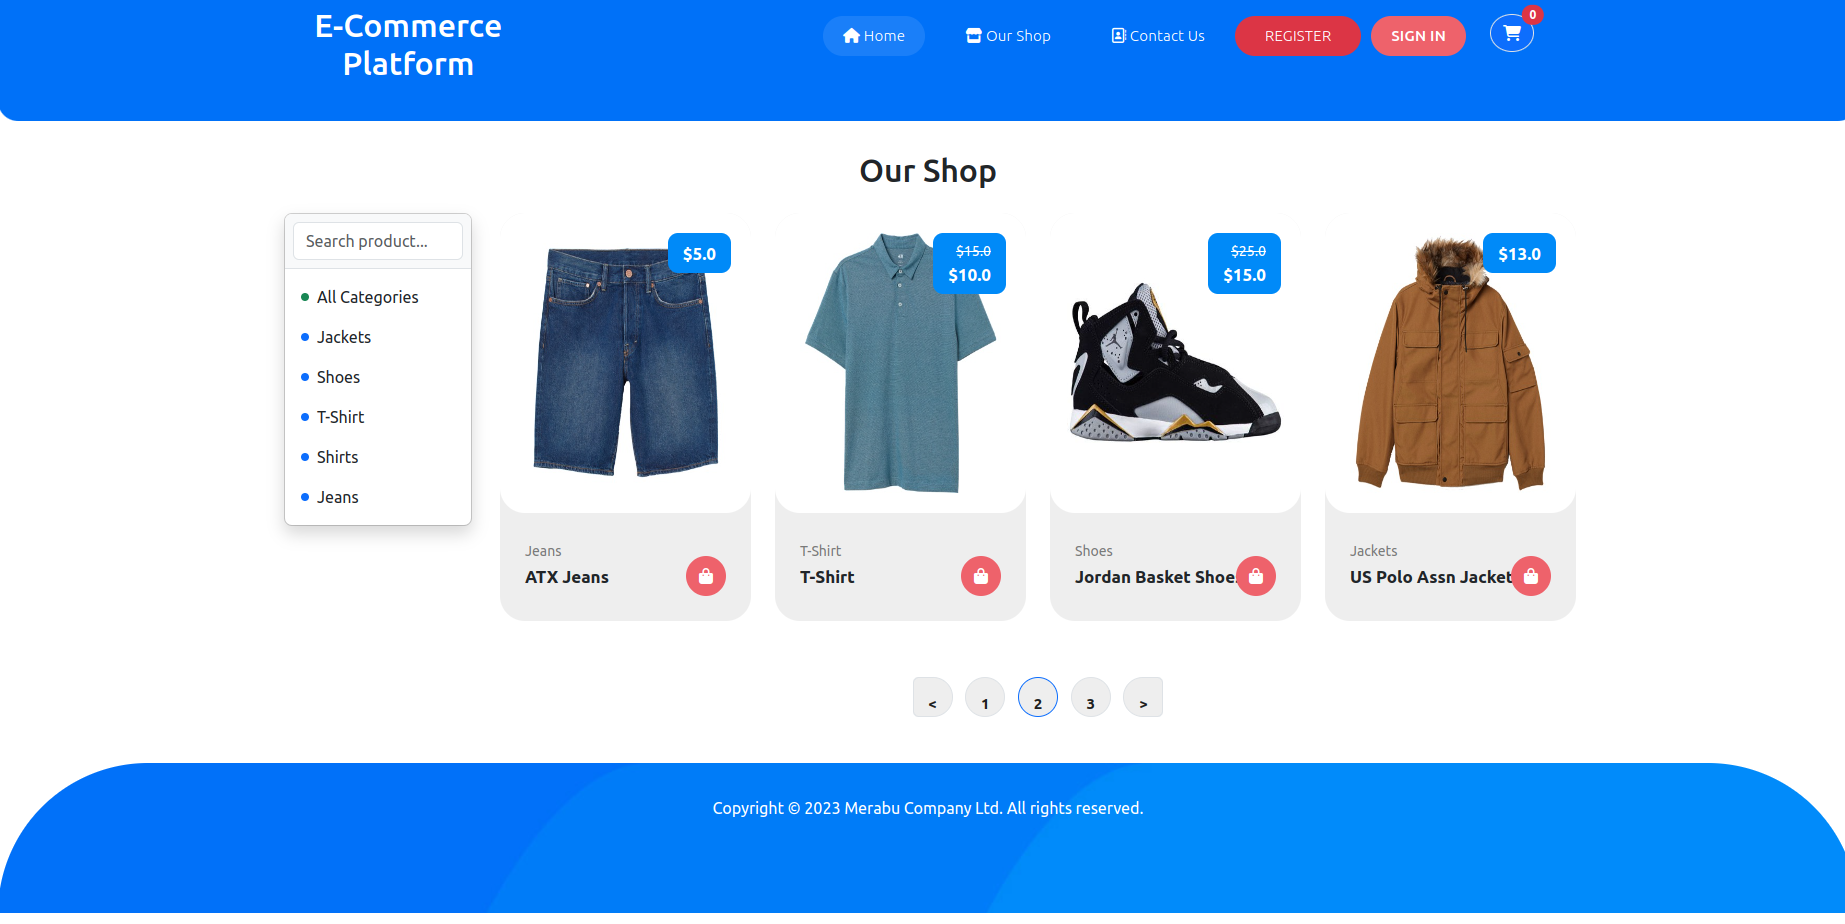 E-Commerce
Platform
Home
Our Shop
Contact Us
REGISTER
SIGN IN
0
Our Shop
Search product...
All Categories
Jackets
Shoes
T-Shirt
Shirts
Jeans
$5.0
$15.0
$10.0
$25.0
$15.0
$13.0
Jeans
ATX Jeans
T-Shirt
T-Shirt
Shoes
Jordan Basket Shoe
Jackets
US Polo Assn Jacket
<
1
2
3
>
Copyright © 2023 Merabu Company Ltd. All rights reserved.